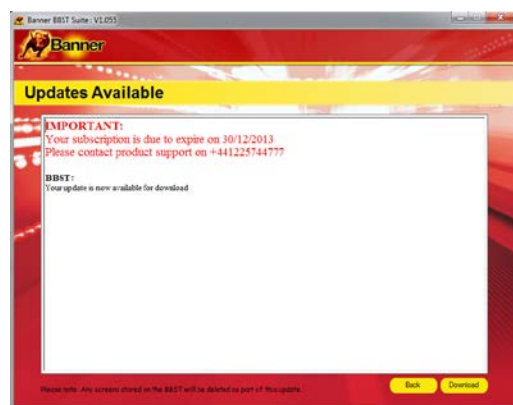 Banner BBST Suite: V1.055
Banner
Updates Available
IMPORTANT:
Your subscription is due to expire on 30/12/2013
Please contact product support on +441225744777
BBST:
Your update is now available for download
Please note: Any screens stored on the BBST will be deleted as part of this update.
Back Download